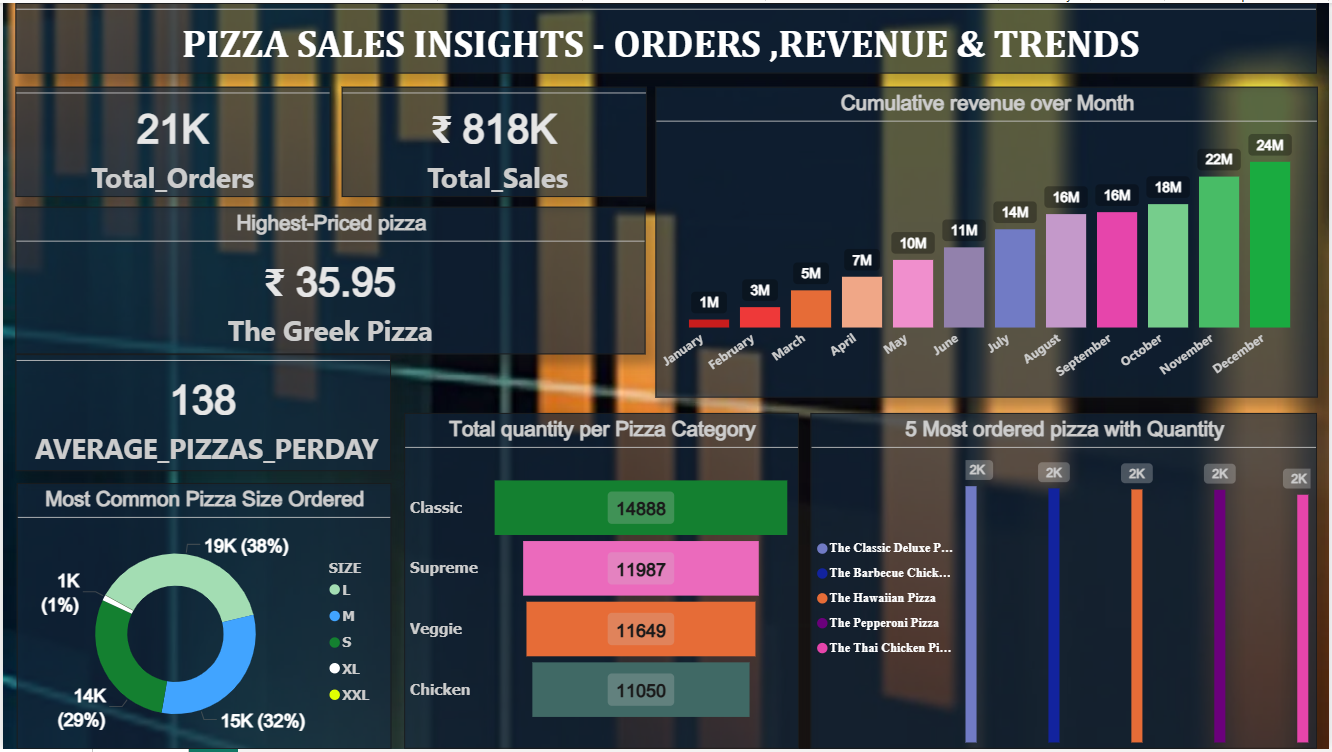 PIZZA SALES INSIGHTS - ORDERS ,REVENUE & TRENDS
21K
Total_Orders
₹ 818K
Total_Sales
Highest-Priced pizza
₹ 35.95
The Greek Pizza
138
AVERAGE_PIZZAS_PERDAY
Most Common Pizza Size Ordered
19K (38%)
1K
(1%)
14K
(29%)
15K (32%)
SIZE
L
M
S
XL
XXL
Cumulative revenue over Month
1M
3M
5M
7M
10M
11M
14M
16M
16M
18M
22M
24M
January
February
March
April
May
June
July
August
September
October
November
December
Total quantity per Pizza Category
Classic 14888
Supreme 11987
Veggie 11649
Chicken 11050
5 Most ordered pizza with Quantity
2K
2K
2K
2K
2K
The Classic Deluxe P...
The Barbecue Chick...
The Hawaiian Pizza
The Pepperoni Pizza
The Thai Chicken Pi...